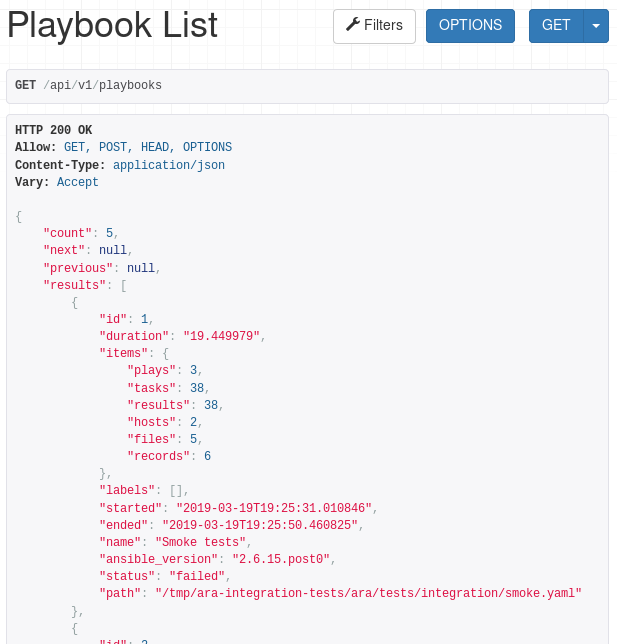 Playbook List
Filters
OPTIONS
GET
GET /api/v1/playbooks
HTTP 200 OK
Allow: GET, POST, HEAD, OPTIONS
Content-Type: application/json
Vary: Accept
{
"count": 5,
"next": null,
"previous": null,
"results": [
{
"id": 1,
"duration": "19.449979",
"items": {
"plays": 3,
"tasks": 38,
"results": 38,
"hosts": 2,
"files": 5,
"records": 6
},
"labels": [],
"started": "2019-03-19T19:25:31.010846",
"ended": "2019-03-19T19:25:50.460825",
"name": "Smoke tests",
"ansible_version": "2.6.15.post0",
"status": "failed",
"path": "/tmp/ara-integration-tests/ara/tests/integration/smoke.yaml"
},
{
"id": 2,